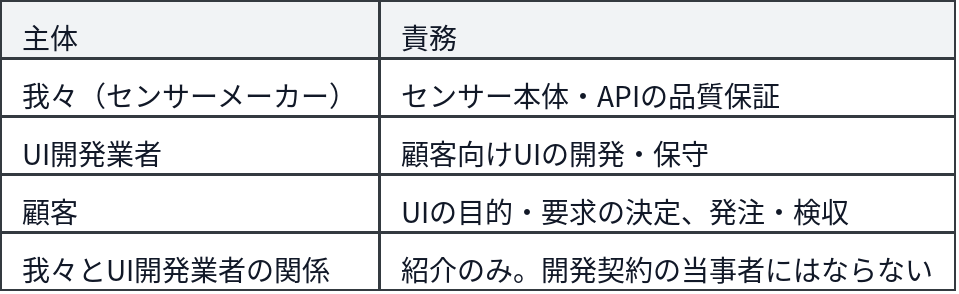 主体
責務
我々（センサーメーカー）
センサー本体・APIの品質保証
UI開発業者
顧客向けUIの開発・保守
顧客
UIの目的・要求の決定、発注・検収
我々とUI開発業者の関係
紹介のみ。開発契約の当事者にはならない